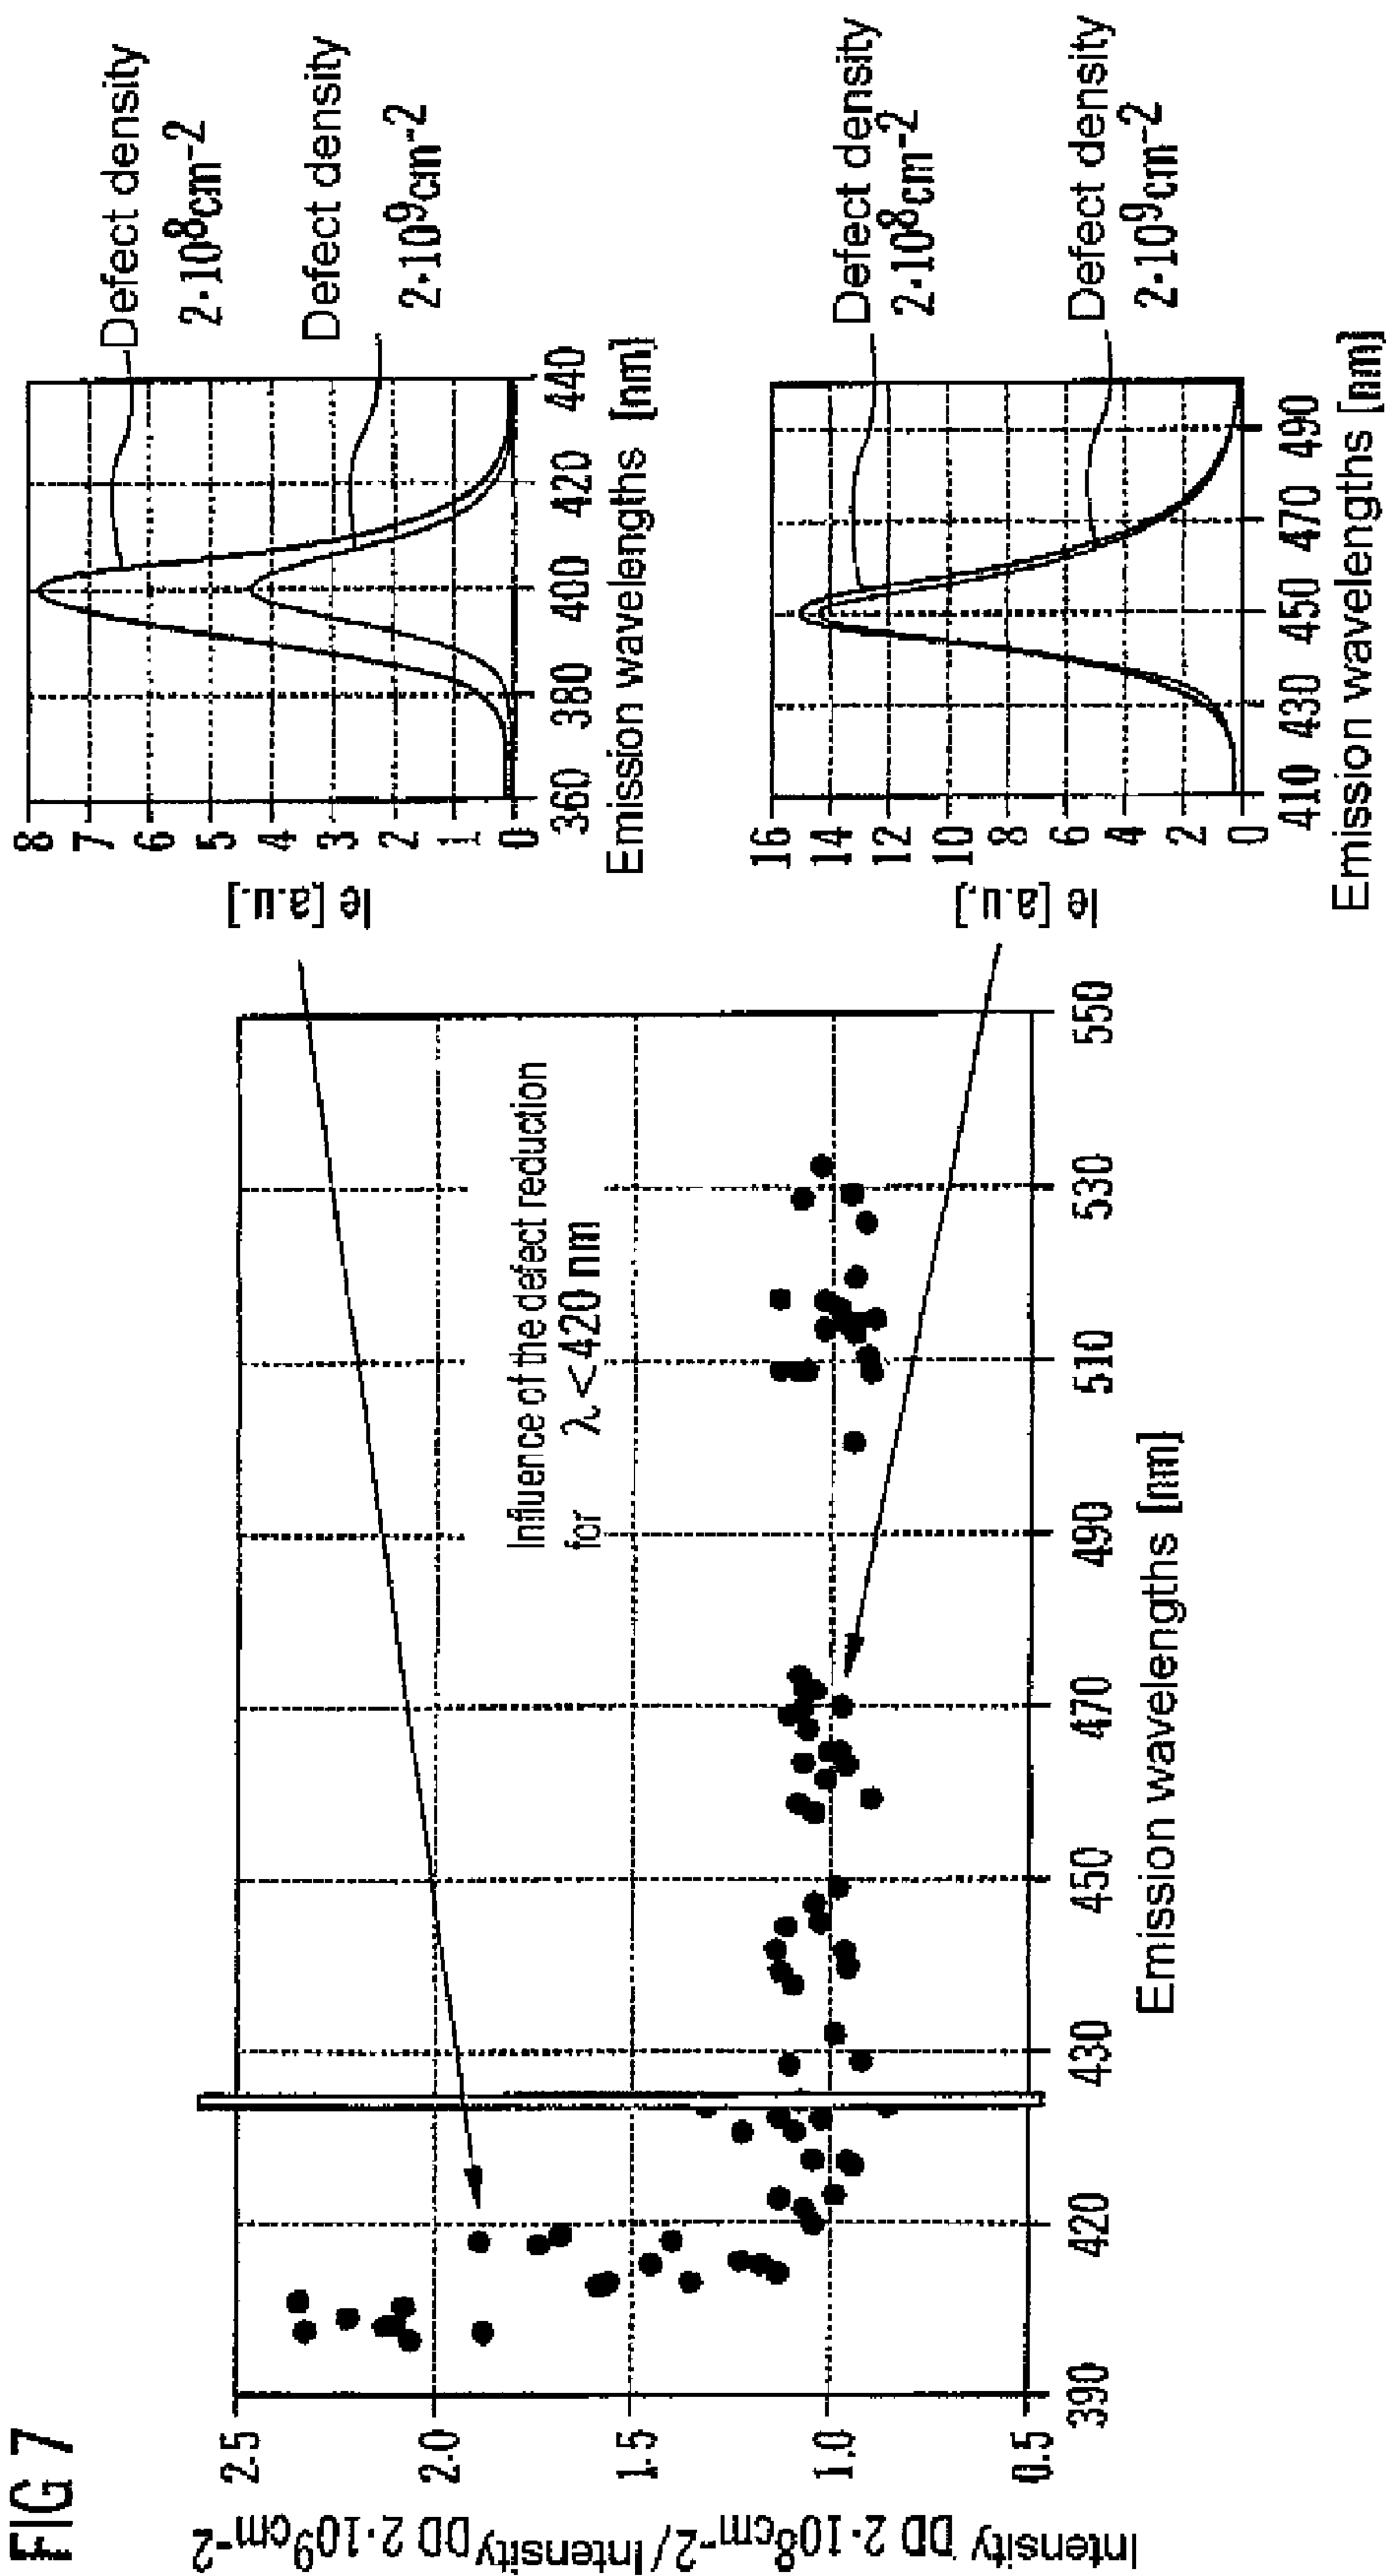 FIG 7
Intensity DD 2·10⁸cm⁻²/Intensity DD 2·10⁹cm⁻²
2.5
2.0
1.5
1.0
0.5
390
420
430
450
470
490
510
530
550
Emission wavelengths [nm]
Influence of the defect reduction
for λ<420 nm
Ie [a.u.]
8
7
6
5
4
3
2
1
0
360
380
400
420
440
Emission wavelengths [nm]
Defect density
2·10⁸cm⁻²
Defect density
2·10⁹cm⁻²
Ie [a.u.]
16
14
12
10
8
6
4
2
0
410
430
450
470
490
Emission wavelengths [nm]
Defect density
2·10⁸cm⁻²
Defect density
2·10⁹cm⁻²